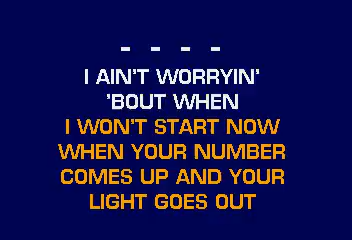 - - - -
I AIN'T WORRYIN'
'BOUT WHEN
I WON'T START NOW
WHEN YOUR NUMBER
COMES UP AND YOUR
LIGHT GOES OUT